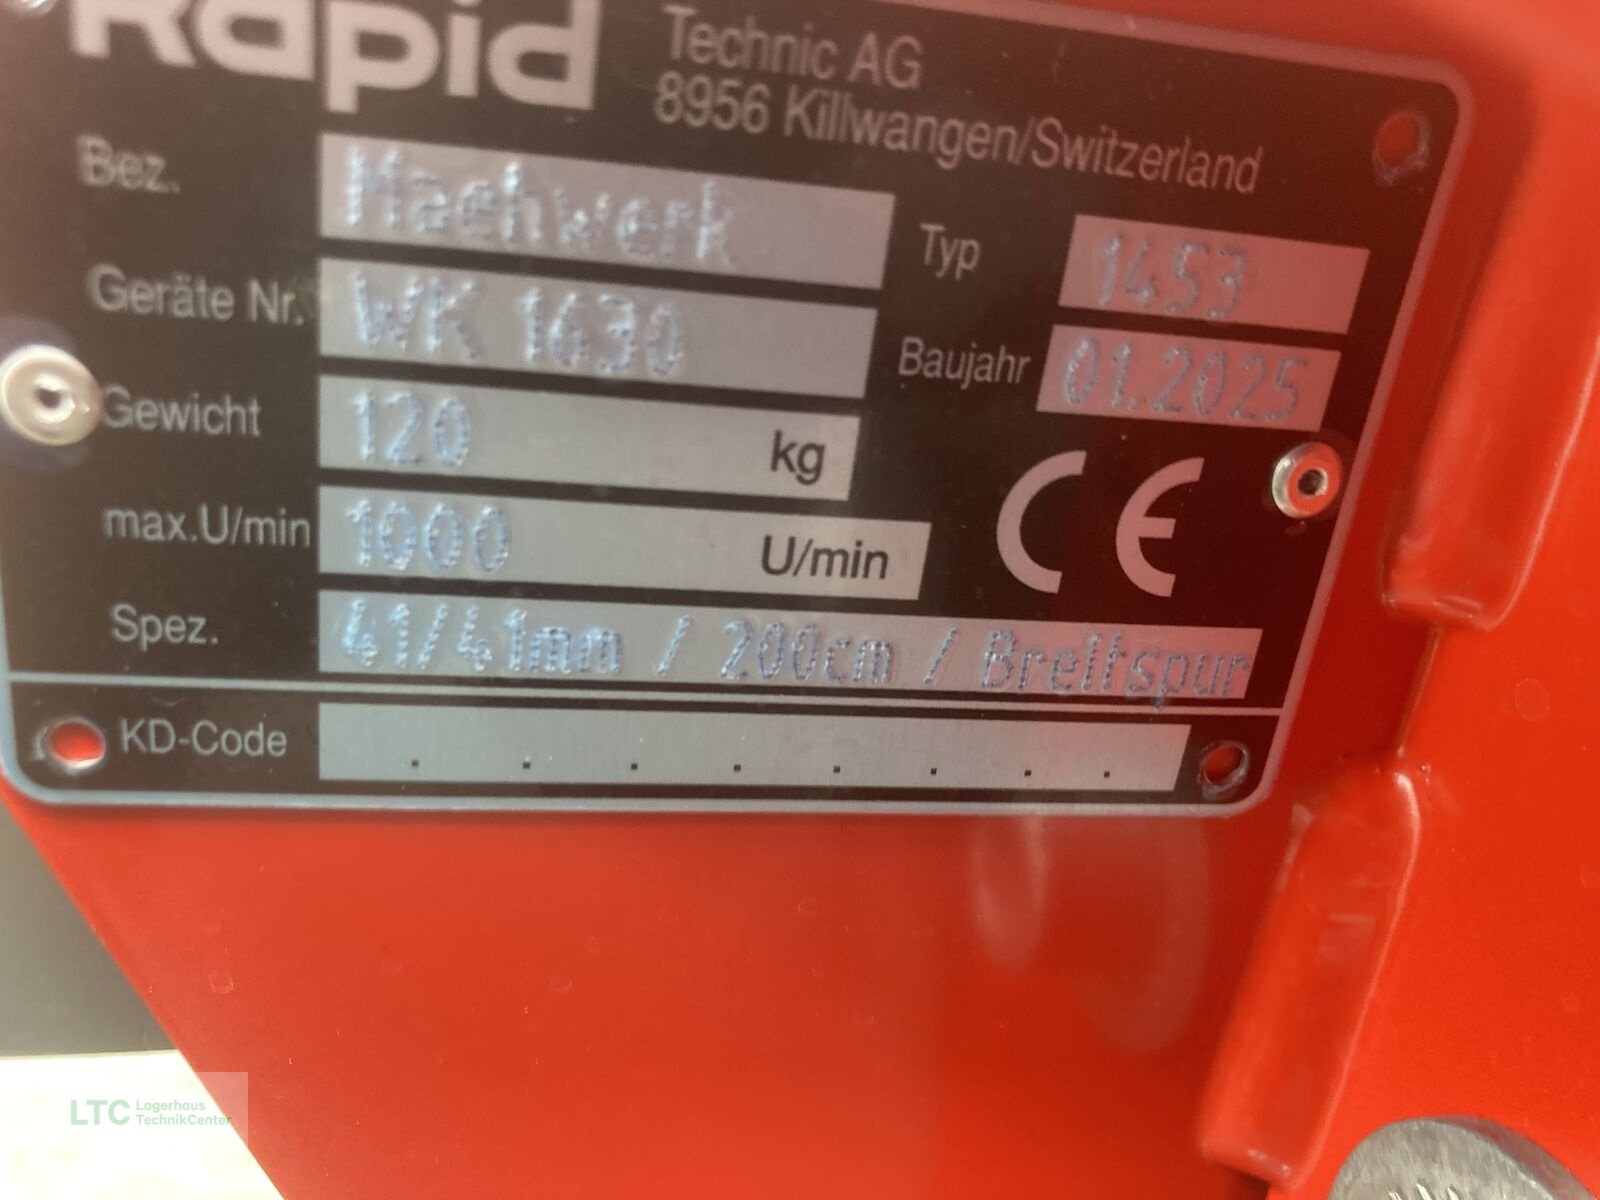 Rapid
Technic AG
8956 Killwangen/Switzerland
Bez. Maehwerk
Typ 1453
Geräte Nr. WK 1630
Baujahr 01.2025
Gewicht 120 kg
max.U/min 1000 U/min
CE
Spez. 41/41mm / 200cm / Breitspur
KD-Code . . . . . . . .
LTC Lagerhaus
TechnikCenter